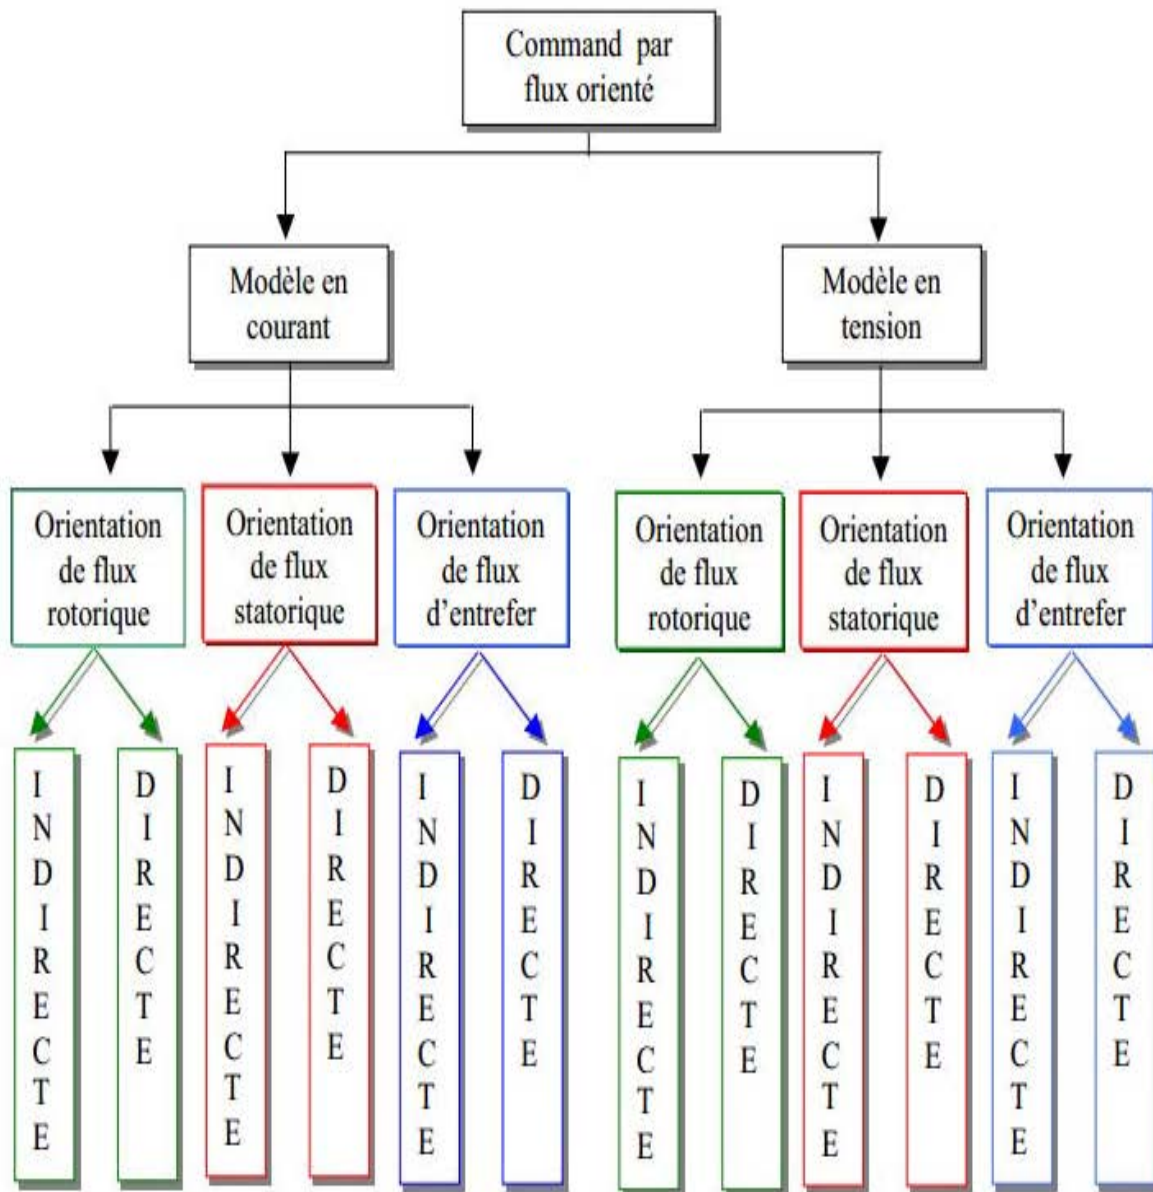 Command par
flux orienté
Modèle en
courant
Modèle en
tension
Orientation
de flux
rotorique
Orientation
de flux
statorique
Orientation
de flux
d'entrefer
Orientation
de flux
rotorique
Orientation
de flux
statorique
Orientation
de flux
d'entrefer
INDIRECTE
DIRECTE
INDIRECTE
DIRECTE
INDIRECTE
DIRECTE
INDIRECTE
DIRECTE
INDIRECTE
DIRECTE
INDIRECTE
DIRECTE